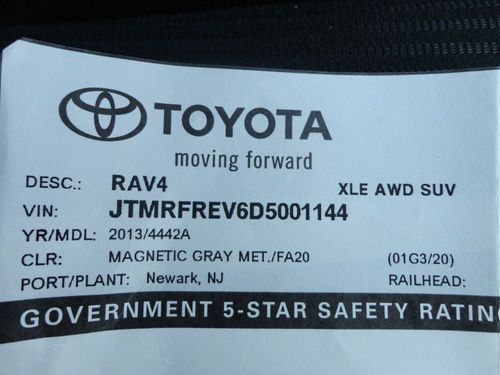 TOYOTA
moving forward
DESC.: RAV4 XLE AWD SUV
VIN: JTMRFREV6D5001144
YR/MDL: 2013/4442A
CLR: MAGNETIC GRAY MET./FA20 (01G3/20)
PORT/PLANT: Newark, NJ RAILHEAD:
GOVERNMENT 5-STAR SAFETY RATIN